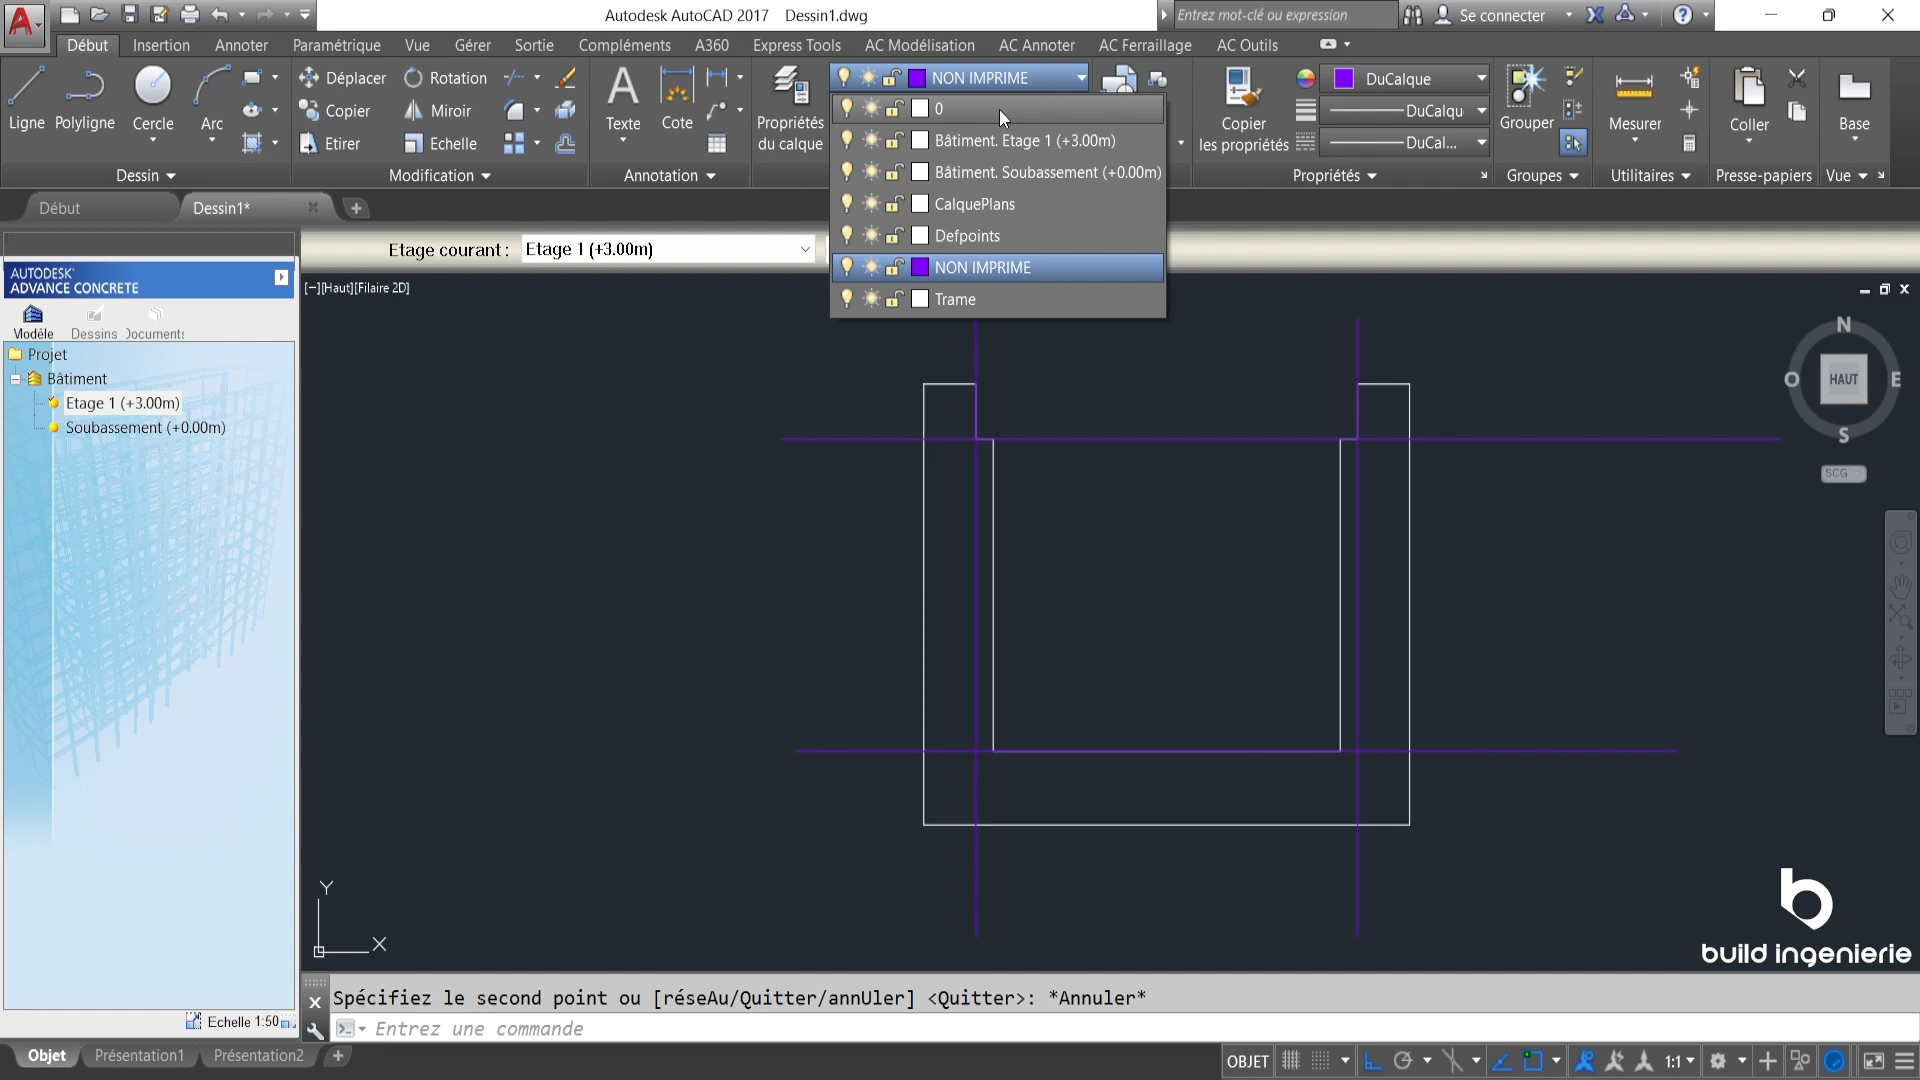 Autodesk AutoCAD 2017 Dessin1.dwg
Entrez mot-clé ou expression
Se connecter
Début Insertion Annoter Paramétrique Vue Gérer Sortie Compléments A360 Express Tools AC Modélisation AC Annoter AC Ferraillage AC Outils
Ligne Polyligne Cercle Arc
Déplacer Rotation
Copier Miroir
Etirer Echelle
Texte Cote
Propriétés
du calque
NON IMPRIME
0
Bâtiment. Etage 1 (+3.00m)
Bâtiment. Soubassement (+0.00m)
CalquePlans
Defpoints
NON IMPRIME
Trame
Copier
les propriétés
DuCalque
DuCalqu
DuCal...
Grouper
Mesurer
Coller
Base
Dessin Modification Annotation Propriétés Groupes Utilitaires Presse-papiers Vue
Début Dessin1*
Etage courant : Etage 1 (+3.00m)
AUTODESK
ADVANCE CONCRETE
Modèle Dessins Documents
Projet
Bâtiment
Etage 1 (+3.00m)
Soubassement (+0.00m)
[−][Haut][Filaire 2D]
N
O HAUT E
S
SCG
Y
X
build ingenierie
Spécifiez le second point ou [réseAu/Quitter/annUler] <Quitter>: *Annuler*
Entrez une commande
Echelle 1:50
Objet Présentation1 Présentation2
OBJET
1:1